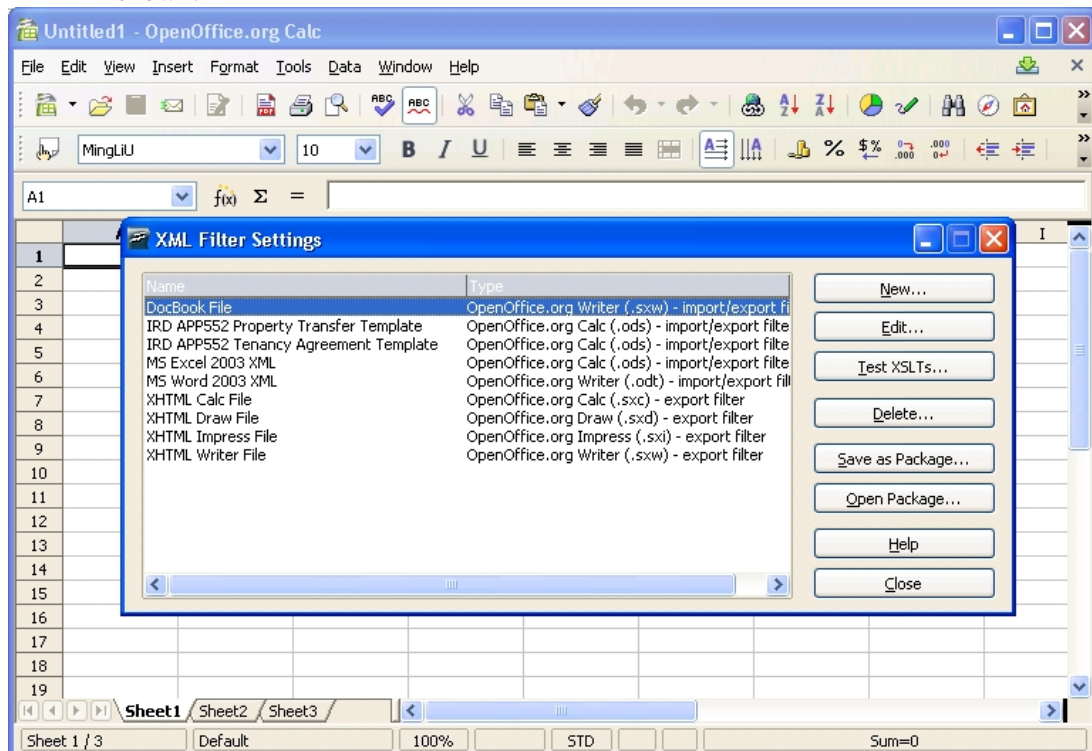 Untitled1 - OpenOffice.org Calc
File Edit View Insert Format Tools Data Window Help
MingLiU 10 B I U
A1 f(x) Σ =
XML Filter Settings
I
Name Type
DocBook File OpenOffice.org Writer (.sxw) - import/export fi
IRD APP552 Property Transfer Template OpenOffice.org Calc (.ods) - import/export filte
IRD APP552 Tenancy Agreement Template OpenOffice.org Calc (.ods) - import/export filte
MS Excel 2003 XML OpenOffice.org Calc (.ods) - import/export filte
MS Word 2003 XML OpenOffice.org Writer (.odt) - import/export fil
XHTML Calc File OpenOffice.org Calc (.sxc) - export filter
XHTML Draw File OpenOffice.org Draw (.sxd) - export filter
XHTML Impress File OpenOffice.org Impress (.sxi) - export filter
XHTML Writer File OpenOffice.org Writer (.sxw) - export filter
New...
Edit...
Test XSLTs...
Delete...
Save as Package...
Open Package...
Help
Close
1
2
3
4
5
6
7
8
9
10
11
12
13
14
15
16
17
18
19
Sheet1 Sheet2 Sheet3
Sheet 1 / 3 Default 100% STD Sum=0